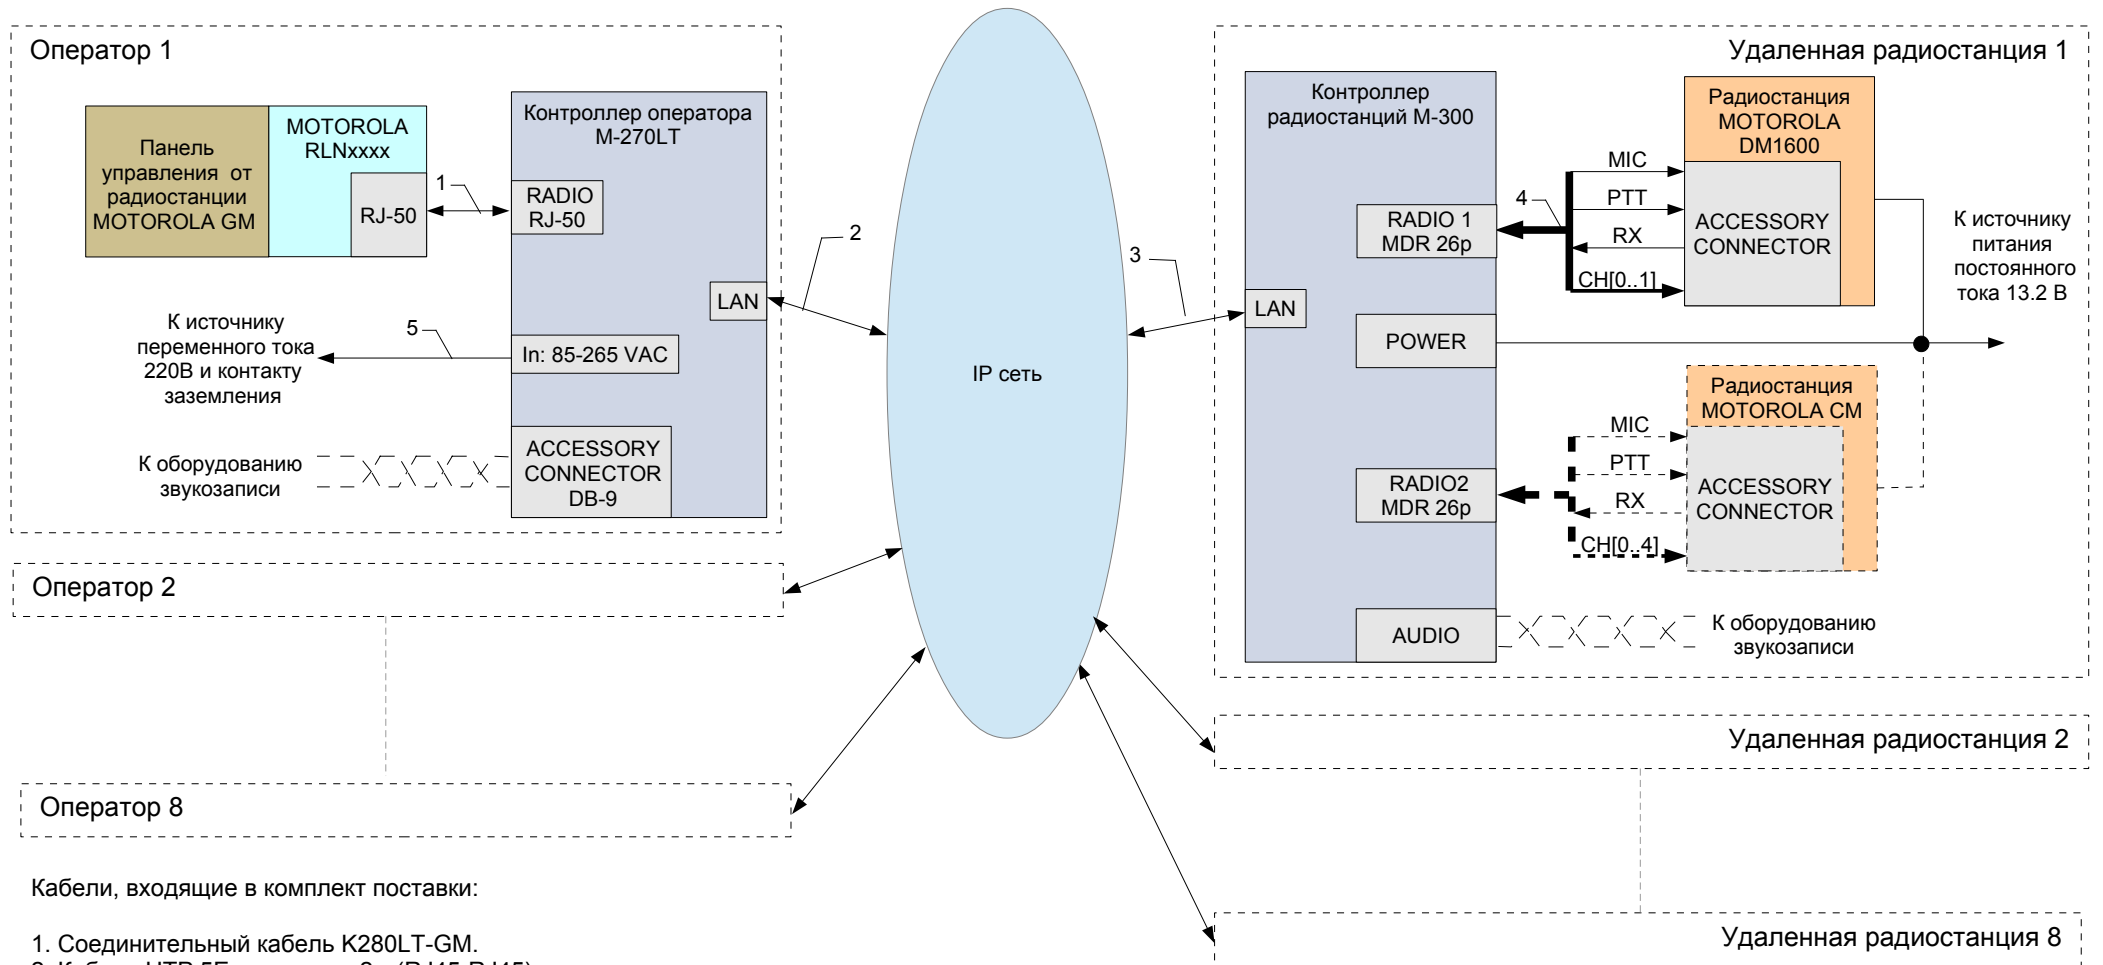 Оператор 1
Панель
управления от
радиостанции
MOTOROLA GM
MOTOROLA
RLNxxxx
RJ-50
1
Контроллер оператора
M-270LT
RADIO
RJ-50
LAN
2
In: 85-265 VAC
5
К источнику
переменного тока
220В и контакту
заземления
ACCESSORY
CONNECTOR
DB-9
К оборудованию
звукозаписи
Оператор 2
Оператор 8
IP сеть
Удаленная радиостанция 1
Контроллер
радиостанций М-300
3
LAN
RADIO 1
MDR 26p
4
MIC
PTT
RX
CH[0..1]
Радиостанция
MOTOROLA
DM1600
ACCESSORY
CONNECTOR
К источнику
питания
постоянного
тока 13.2 В
POWER
RADIO2
MDR 26p
MIC
PTT
RX
CH[0..4]
Радиостанция
MOTOROLA CM
ACCESSORY
CONNECTOR
AUDIO
К оборудованию
звукозаписи
Удаленная радиостанция 2
Удаленная радиостанция 8
Кабели, входящие в комплект поставки:
1. Соединительный кабель K280LT-GM.